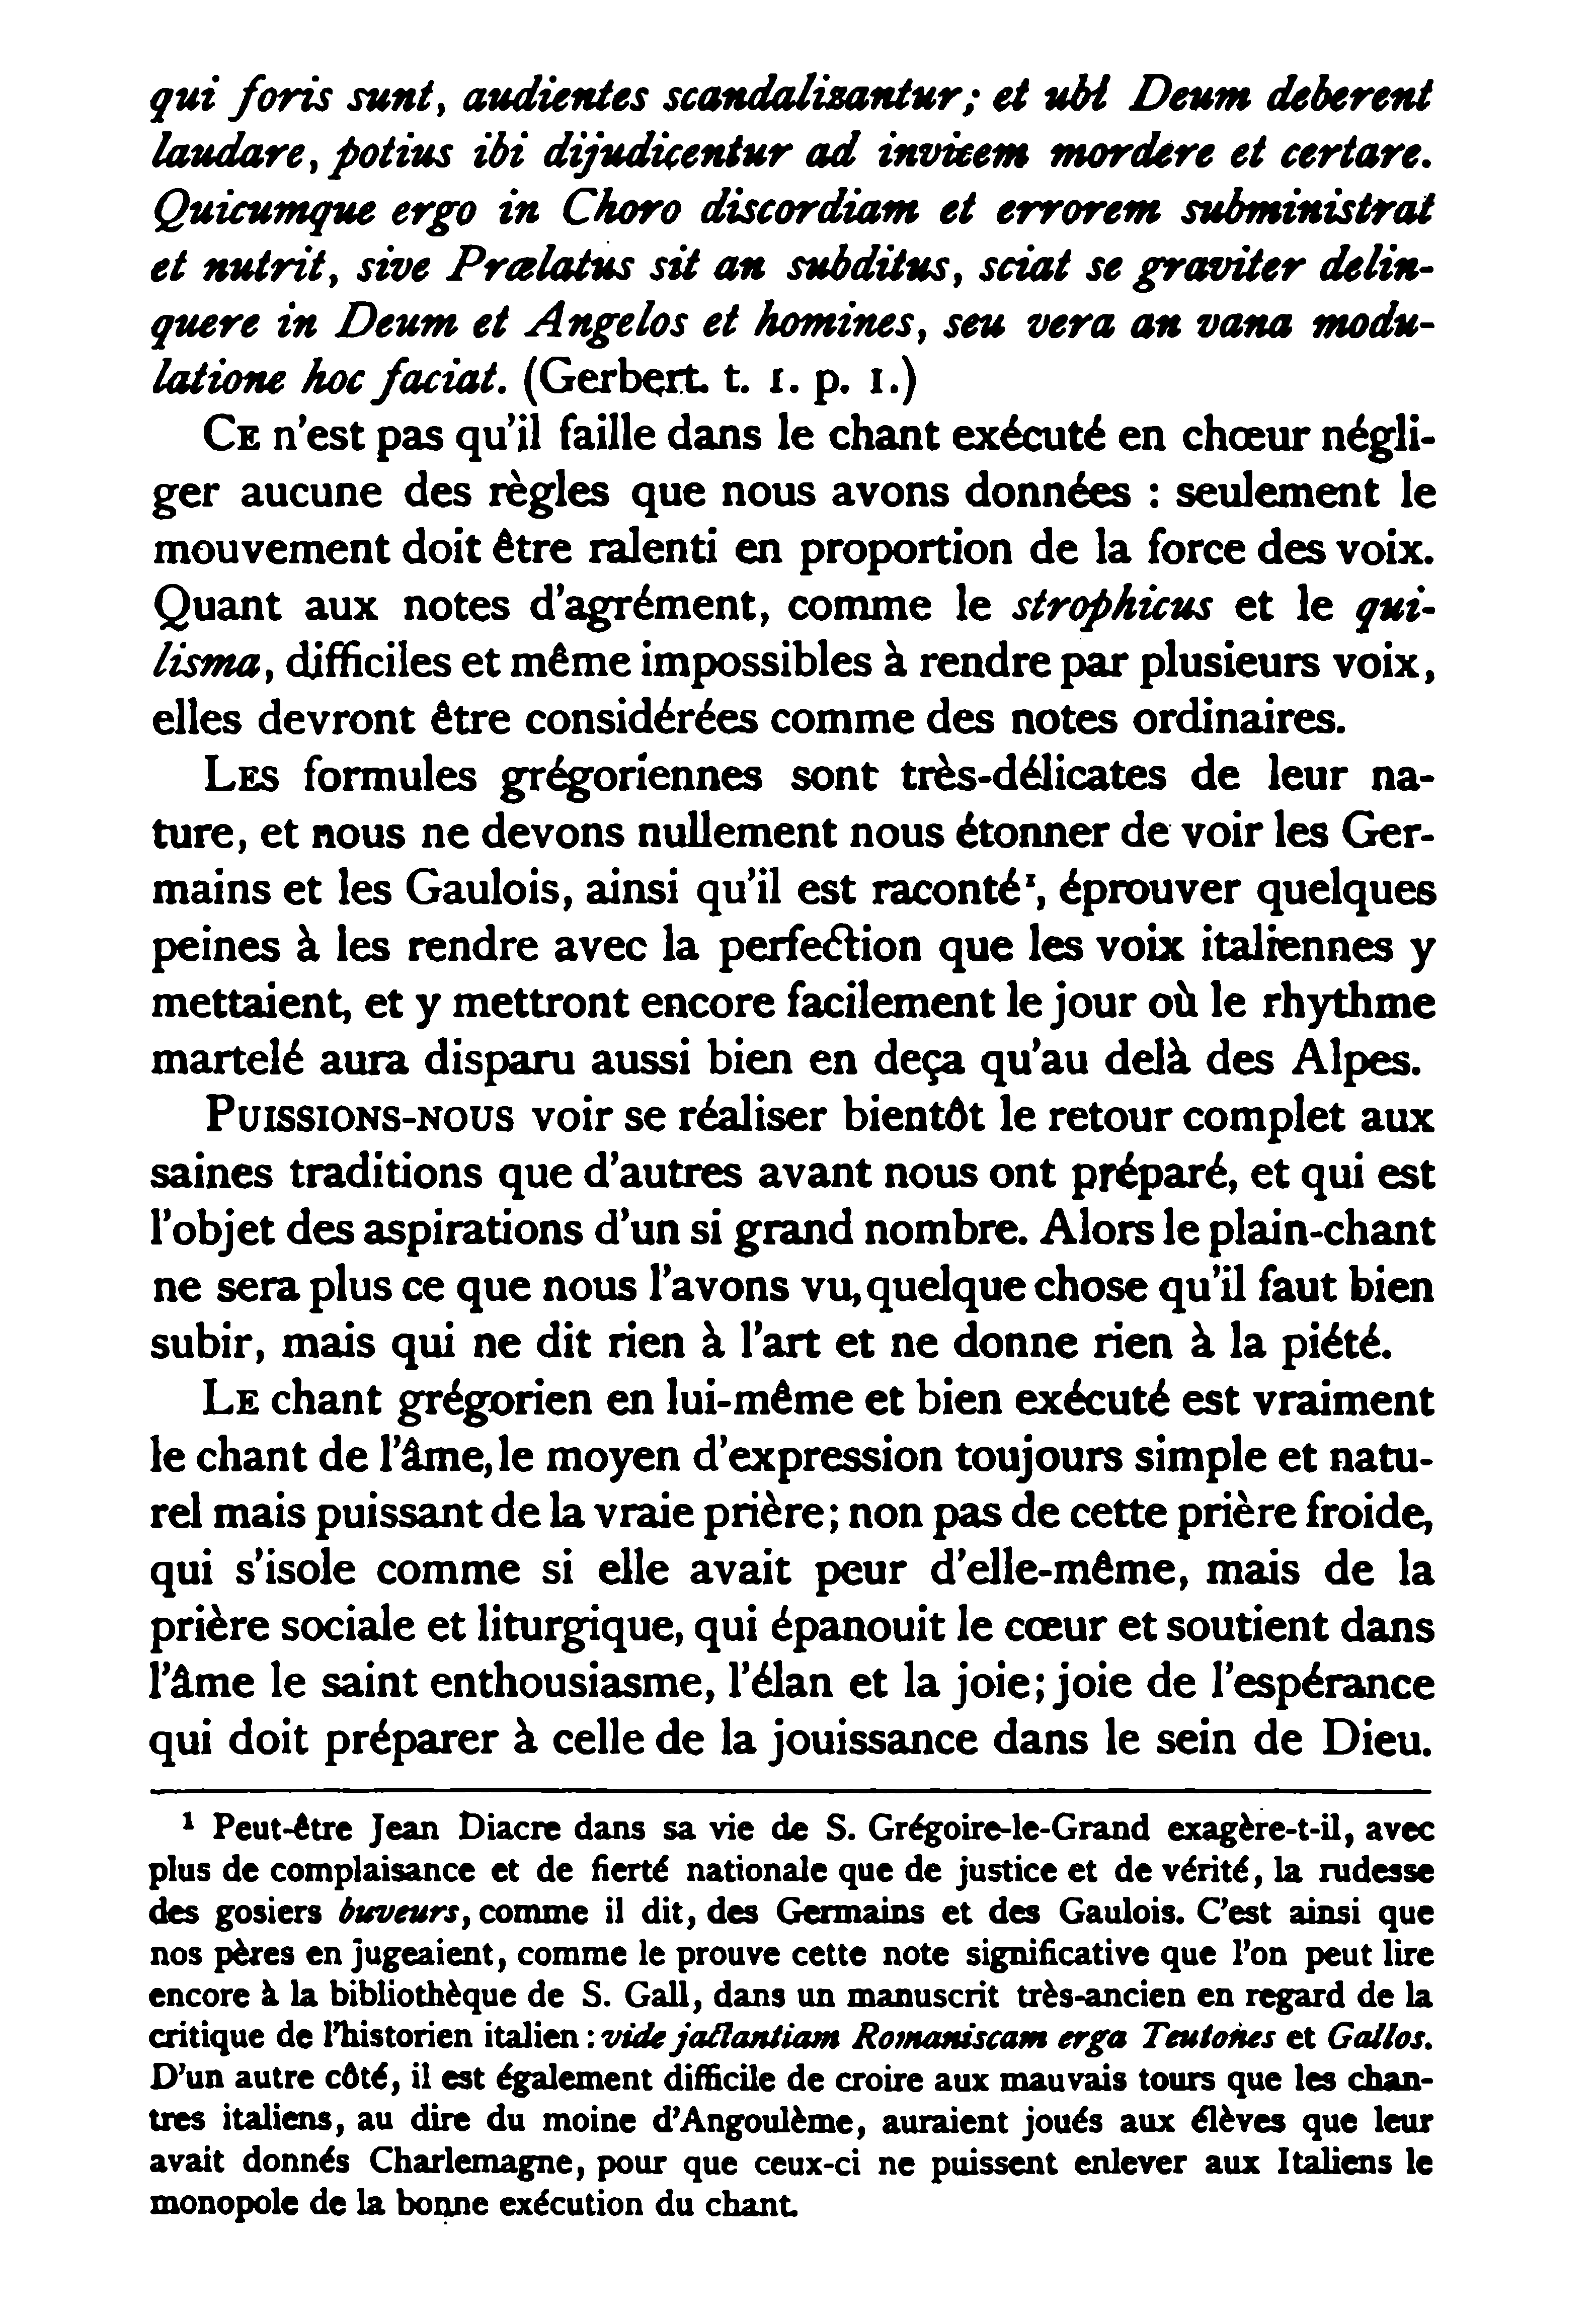 qui foris sunt, audientes scandalizantur; et ubi Deum deberent
laudare, potius ibi dijudicentur ad invicem mordere et certare.
Quicumque ergo in Choro discordiam et errorem subministrat
et nutrit, sive Prælatus sit an subditus, sciat se graviter delin-
quere in Deum et Angelos et homines, seu vera an vana modu-
latione hoc faciat. (Gerbert. t. 1. p. 1.)
CE n'est pas qu'il faille dans le chant exécuté en chœur négli-
ger aucune des règles que nous avons données : seulement le
mouvement doit être ralenti en proportion de la force des voix.
Quant aux notes d'agrément, comme le strophicus et le qui-
lisma, difficiles et même impossibles à rendre par plusieurs voix,
elles devront être considérées comme des notes ordinaires.
LES formules grégoriennes sont très-délicates de leur na-
ture, et nous ne devons nullement nous étonner de voir les Ger-
mains et les Gaulois, ainsi qu'il est raconté¹, éprouver quelques
peines à les rendre avec la perfection que les voix italiennes y
mettaient, et y mettront encore facilement le jour où le rhythme
martelé aura disparu aussi bien en deça qu'au delà des Alpes.
PUISSIONS-NOUS voir se réaliser bientôt le retour complet aux
saines traditions que d'autres avant nous ont préparé, et qui est
l'objet des aspirations d'un si grand nombre. Alors le plain-chant
ne sera plus ce que nous l'avons vu, quelque chose qu'il faut bien
subir, mais qui ne dit rien à l'art et ne donne rien à la piété.
LE chant grégorien en lui-même et bien exécuté est vraiment
le chant de l'âme, le moyen d'expression toujours simple et natu-
rel mais puissant de la vraie prière; non pas de cette prière froide,
qui s'isole comme si elle avait peur d'elle-même, mais de la
prière sociale et liturgique, qui épanouit le cœur et soutient dans
l'âme le saint enthousiasme, l'élan et la joie; joie de l'espérance
qui doit préparer à celle de la jouissance dans le sein de Dieu.
¹ Peut-être Jean Diacre dans sa vie de S. Grégoire-le-Grand exagère-t-il, avec
plus de complaisance et de fierté nationale que de justice et de vérité, la rudesse
des gosiers buveurs, comme il dit, des Germains et des Gaulois. C'est ainsi que
nos pères en jugeaient, comme le prouve cette note significative que l'on peut lire
encore à la bibliothèque de S. Gall, dans un manuscrit très-ancien en regard de la
critique de l'historien italien : vide jactantiam Romaniscam erga Teutones et Gallos.
D'un autre côté, il est également difficile de croire aux mauvais tours que les chan-
tres italiens, au dire du moine d'Angoulème, auraient joués aux élèves que leur
avait donnés Charlemagne, pour que ceux-ci ne puissent enlever aux Italiens le
monopole de la bonne exécution du chant.